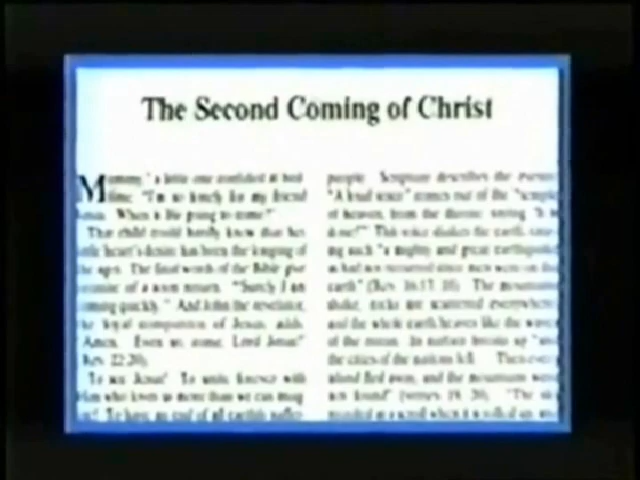 The Second Coming of Christ
Mommy," a little one confided at bed
time. "I'm so lonely for my friend
Jesus. When is He going to come?"
That child could hardly know that her
little heart's desire has been the longing of
the ages. The final words of the Bible give
promise of a soon return. "Surely I am
coming quickly." And John the revelator,
the loyal companion of Jesus, adds
Amen. Even so, come, Lord Jesus!"
Rev. 22:20).
To see Jesus! To unite forever with
Him who loves us more than we can imag
ine! To have an end of all earthly suffer
people. Scripture describes the events
"A loud voice" comes out of the "temple
of heaven, from the throne, saying, 'It is
done!'" This voice shakes the earth, caus
ing such "a mighty and great earthquake
as had not occurred since men were on the
earth" (Rev. 16:17, 18). The mountains
shake, rocks are scattered everywhere
and the whole earth heaves like the waves
of the ocean. Its surface breaks up "and
the cities of the nations fell. Then every
island fled away, and the mountains were
not found" (verses 19, 20). "The sky
receded as a scroll when it is rolled up, and